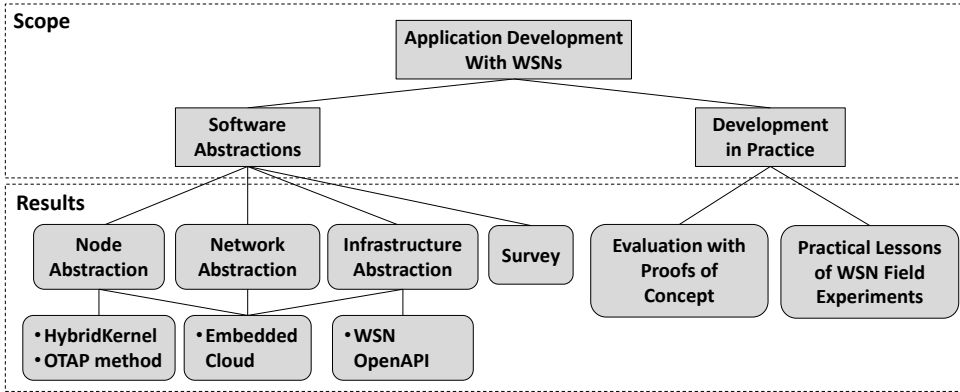 Scope
Application Development
With WSNs
Software
Abstractions
Development
in Practice
Results
Node
Abstraction
Network
Abstraction
Infrastructure
Abstraction
Survey
Evaluation with
Proofs of
Concept
Practical Lessons
of WSN Field
Experiments
• HybridKernel
• OTAP method
• Embedded
Cloud
• WSN
OpenAPI